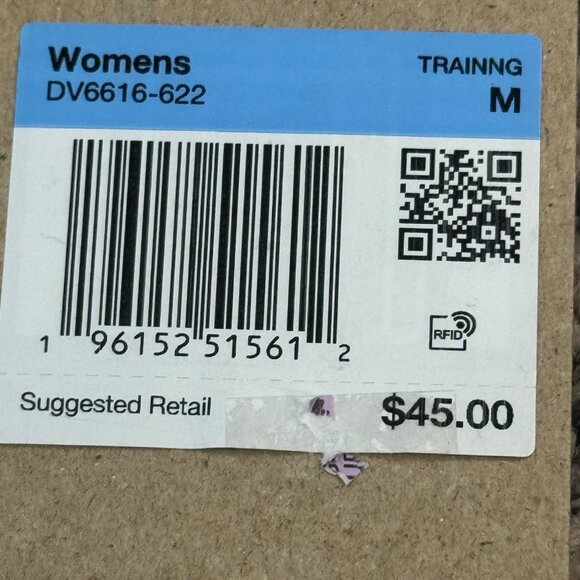 Womens
TRAINNG
DV6616-622
M
1 96152 51561 2
RFID
Suggested Retail
$45.00